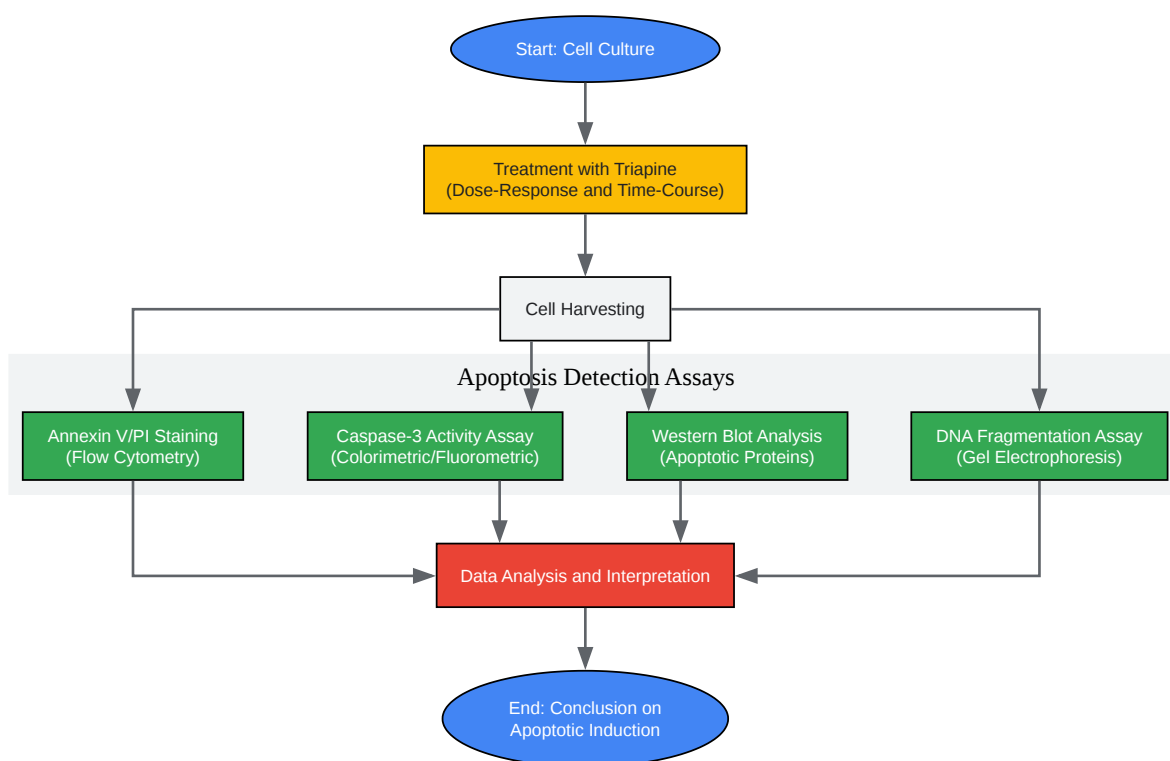 Start: Cell Culture
Treatment with Triapine
(Dose-Response and Time-Course)
Cell Harvesting
Apoptosis Detection Assays
Annexin V/PI Staining
(Flow Cytometry)
Caspase-3 Activity Assay
(Colorimetric/Fluorometric)
Western Blot Analysis
(Apoptotic Proteins)
DNA Fragmentation Assay
(Gel Electrophoresis)
Data Analysis and Interpretation
End: Conclusion on
Apoptotic Induction